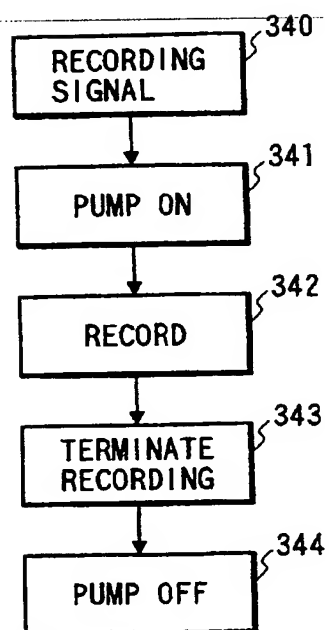 340
RECORDING
SIGNAL
341
PUMP ON
342
RECORD
343
TERMINATE
RECORDING
344
PUMP OFF